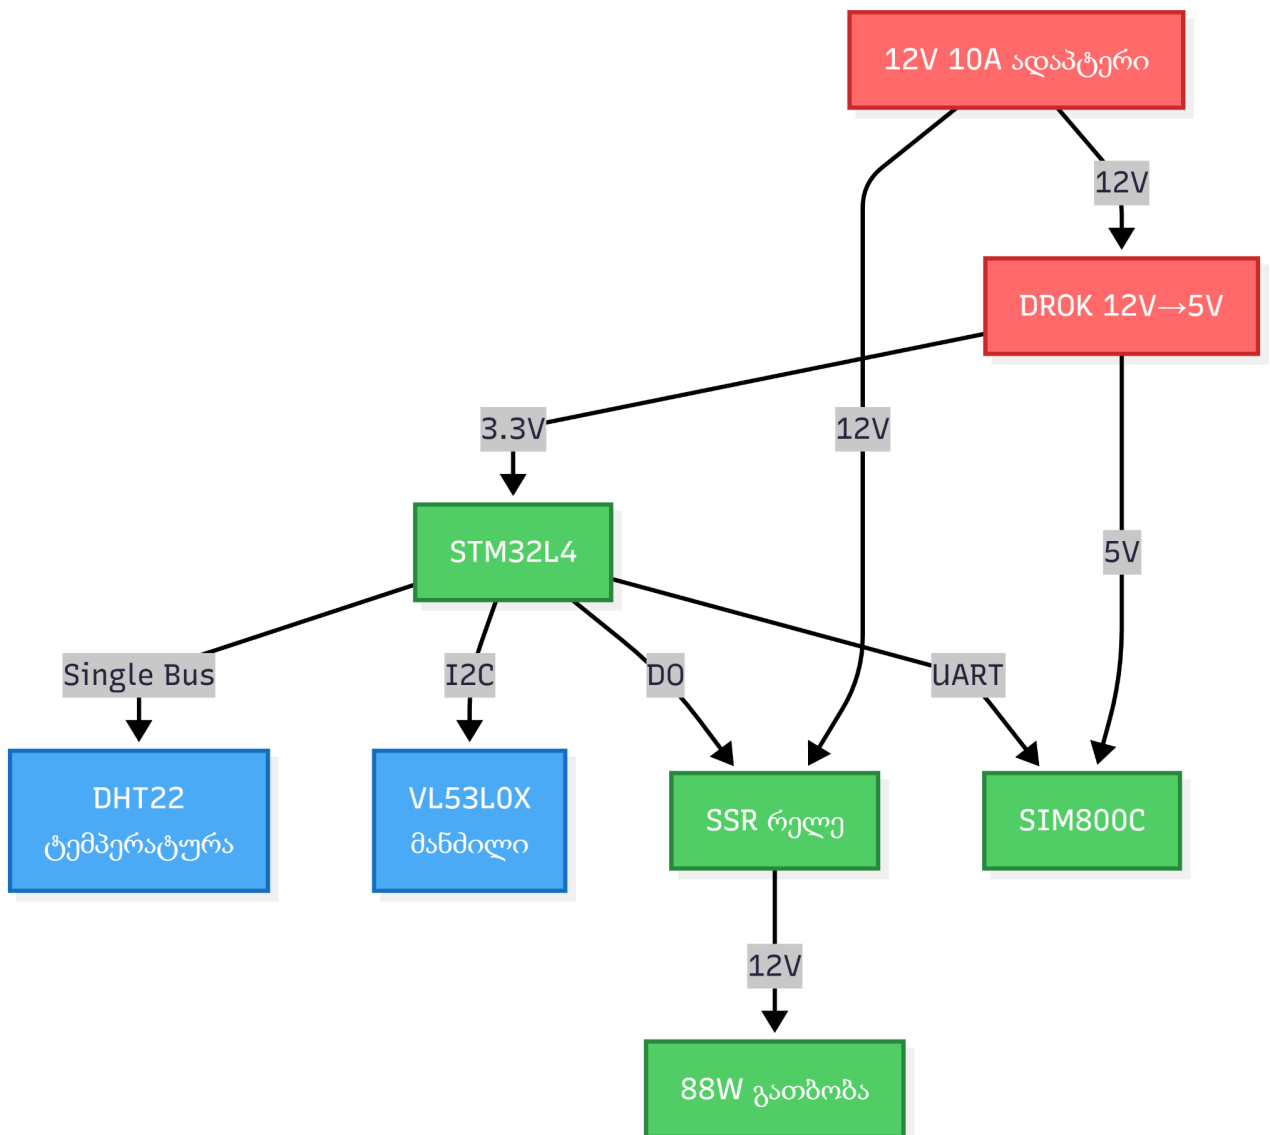 12V 10A ადაპტერი
12V
DROK 12V→5V
3.3V
12V
STM32L4
5V
Single Bus
I2C
DO
UART
DHT22
ტემპერატურა
VL53L0X
მანძილი
SSR რელე
SIM800C
12V
88W გათბობა